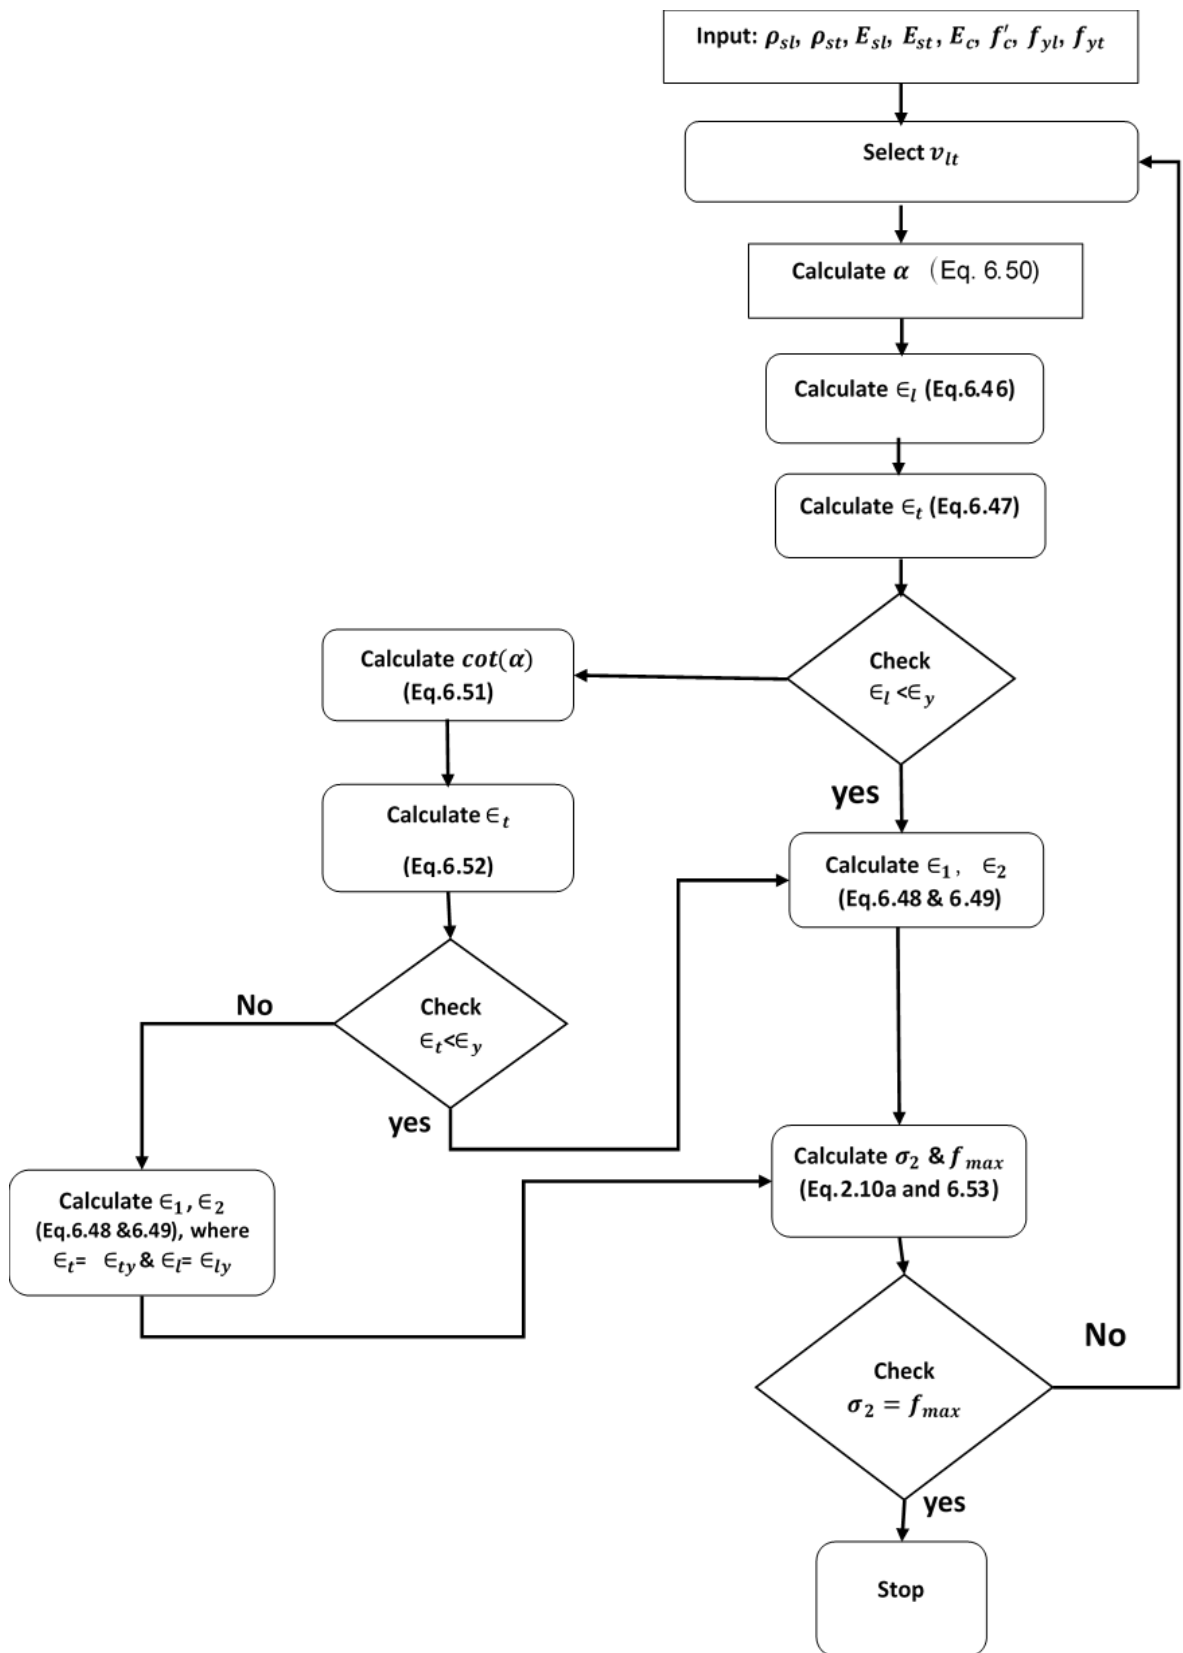 Input: ρsl, ρst, Esl, Est, Ec, f′c, fyl, fyt
Select vlt
Calculate α (Eq. 6.50)
Calculate ∈l (Eq.6.46)
Calculate ∈t (Eq.6.47)
Check
∈l <∈y
Calculate cot(α)
(Eq.6.51)
yes
Calculate ∈t
(Eq.6.52)
Calculate ∈1, ∈2
(Eq.6.48 & 6.49)
No
Check
∈t<∈y
yes
Calculate σ2 & fmax
(Eq.2.10a and 6.53)
Calculate ∈1, ∈2
(Eq.6.48 &6.49), where
∈t= ∈ty & ∈l= ∈ly
No
Check
σ2 = fmax
yes
Stop